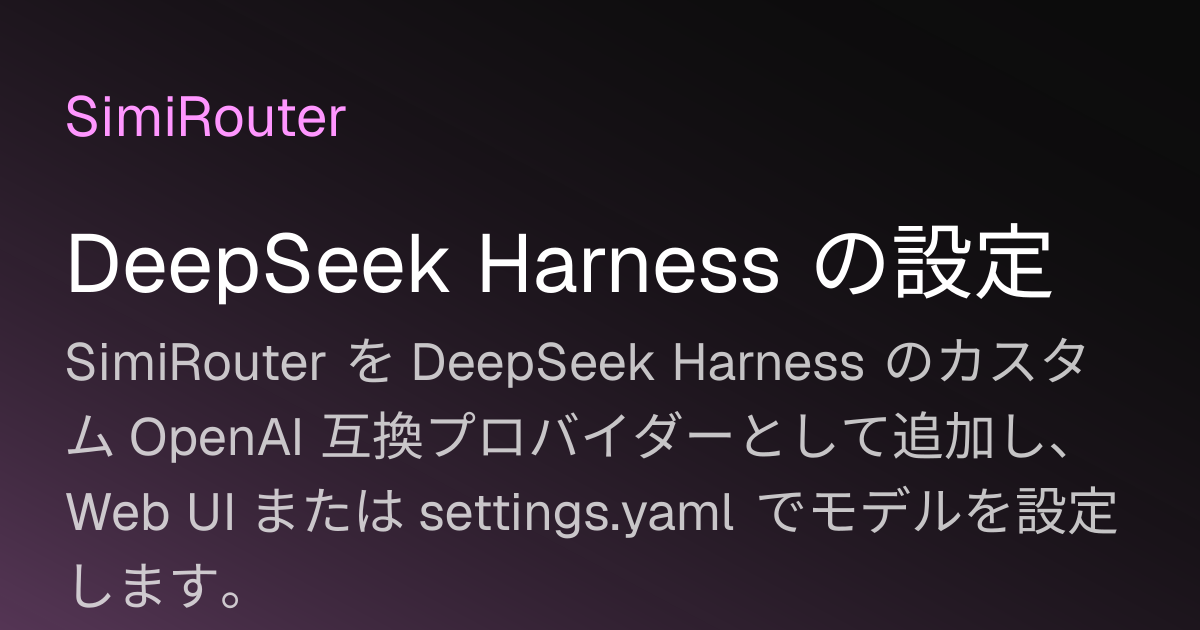 SimiRouter
DeepSeek Harness の設定
SimiRouter を DeepSeek Harness のカスタ
ム OpenAI 互換プロバイダーとして追加し、
Web UI または settings.yaml でモデルを設定
します。